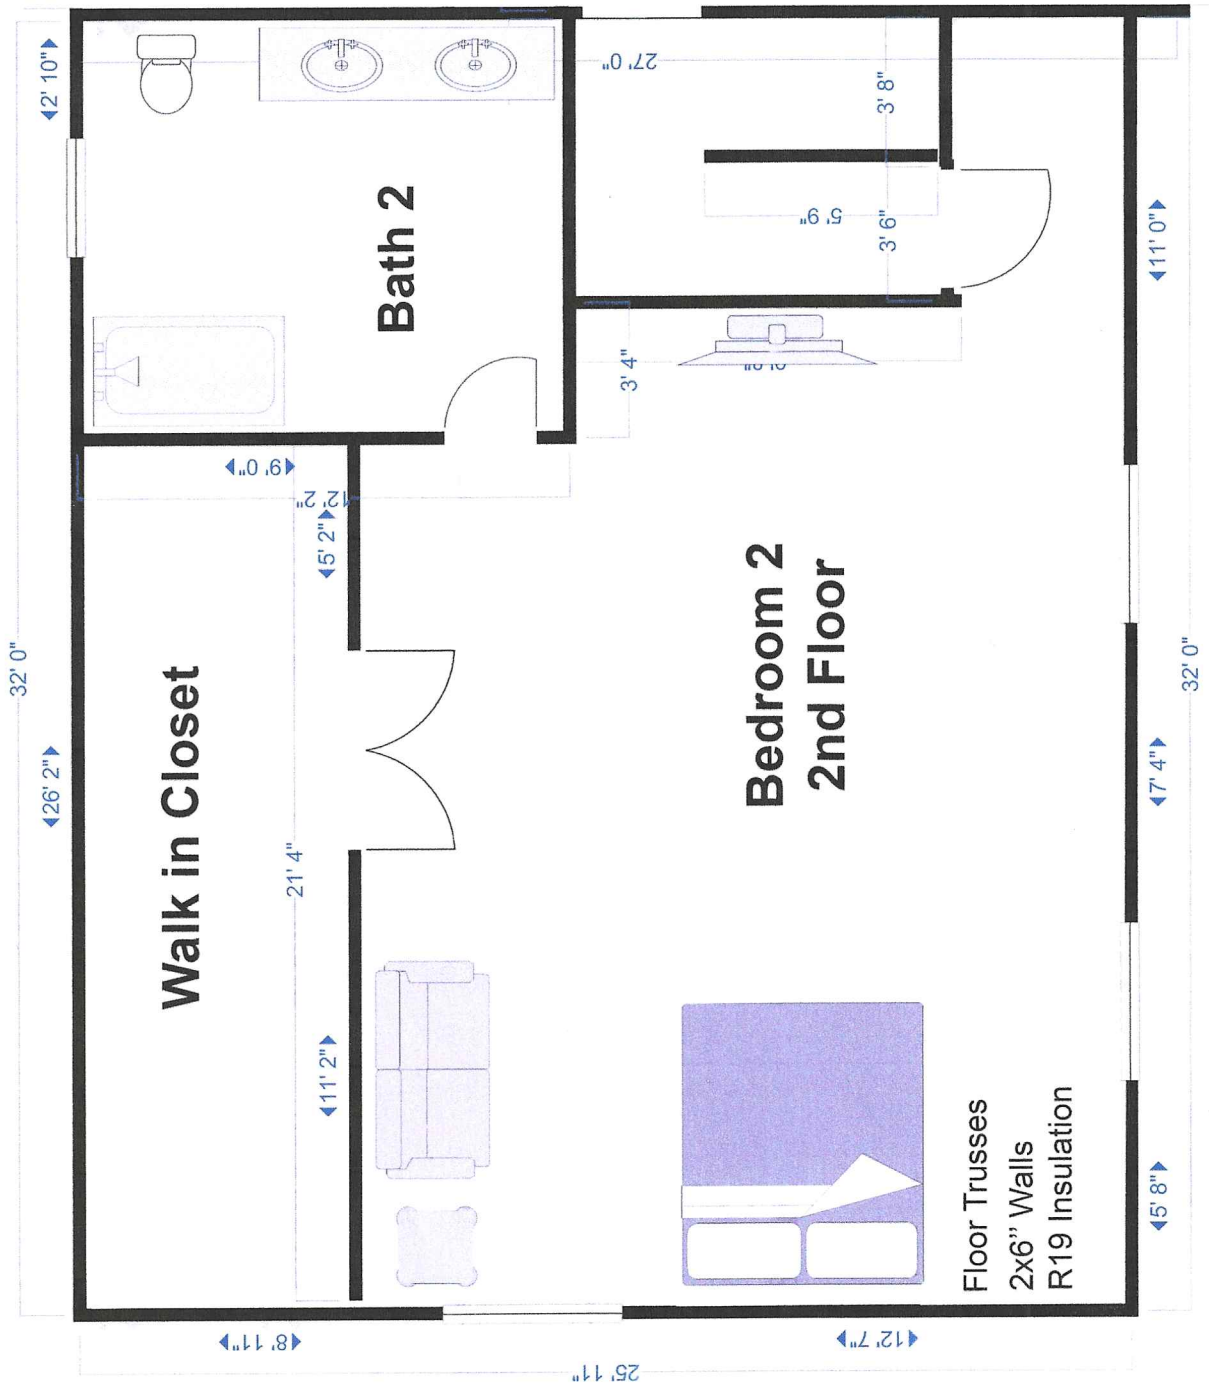 32' 0"
26' 2"
2' 10"
Walk in Closet
Bath 2
21' 4"
9' 0"
12' 2"
5' 2"
11' 2"
27' 0"
3' 8"
3' 6"
5' 9"
3' 4"
Bedroom 2
2nd Floor
Floor Trusses
2x6” Walls
R19 Insulation
5' 8"
7' 4"
11' 0"
32' 0"
8' 11"
12' 7"
25' 11"